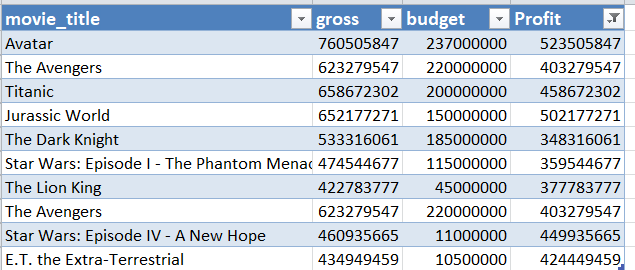 movie_title gross budget Profit
Avatar 760505847 237000000 523505847
The Avengers 623279547 220000000 403279547
Titanic 658672302 200000000 458672302
Jurassic World 652177271 150000000 502177271
The Dark Knight 533316061 185000000 348316061
Star Wars: Episode I - The Phantom Menac 474544677 115000000 359544677
The Lion King 422783777 45000000 377783777
The Avengers 623279547 220000000 403279547
Star Wars: Episode IV - A New Hope 460935665 11000000 449935665
E.T. the Extra-Terrestrial 434949459 10500000 424449459